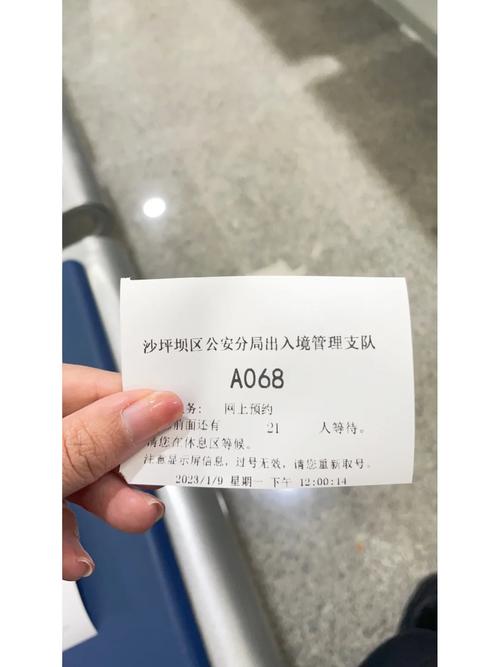 沙坪坝区公安分局出入境管理支队
A068
务: 网上预约
前面还有 21 人等待。
请您在休息区等候。
注意显示屏信息，过号无效，请您重新取号。
2023/1/9 星期一 下午 12:00:14